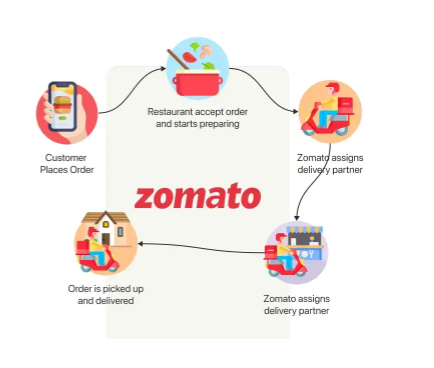 Restaurant accept order
and starts preparing
Customer
Places Order
Zomato assigns
delivery partner
zomato
Order is picked up
and delivered
Zomato assigns
delivery partner